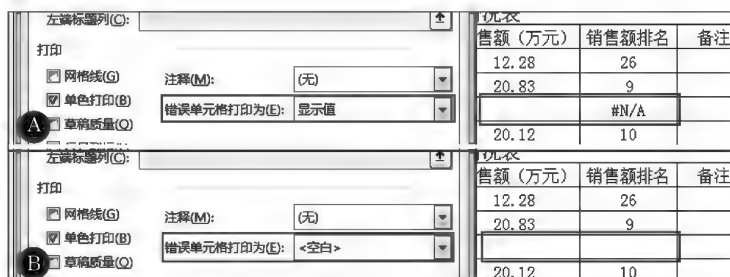 左端标题列(C):
打印
网格线(G)
单色打印(B)
草稿质量(Q)
注释(M): (无)
错误单元格打印为(E): 显示值
A
售额（万元） 销售额排名 备注
12.28 26
20.83 9
#N/A
20.12 10
左端标题列(C):
打印
网格线(G)
单色打印(B)
草稿质量(Q)
注释(M): (无)
错误单元格打印为(E): <空白>
B
售额（万元） 销售额排名 备注
12.28 26
20.83 9
20.12 10